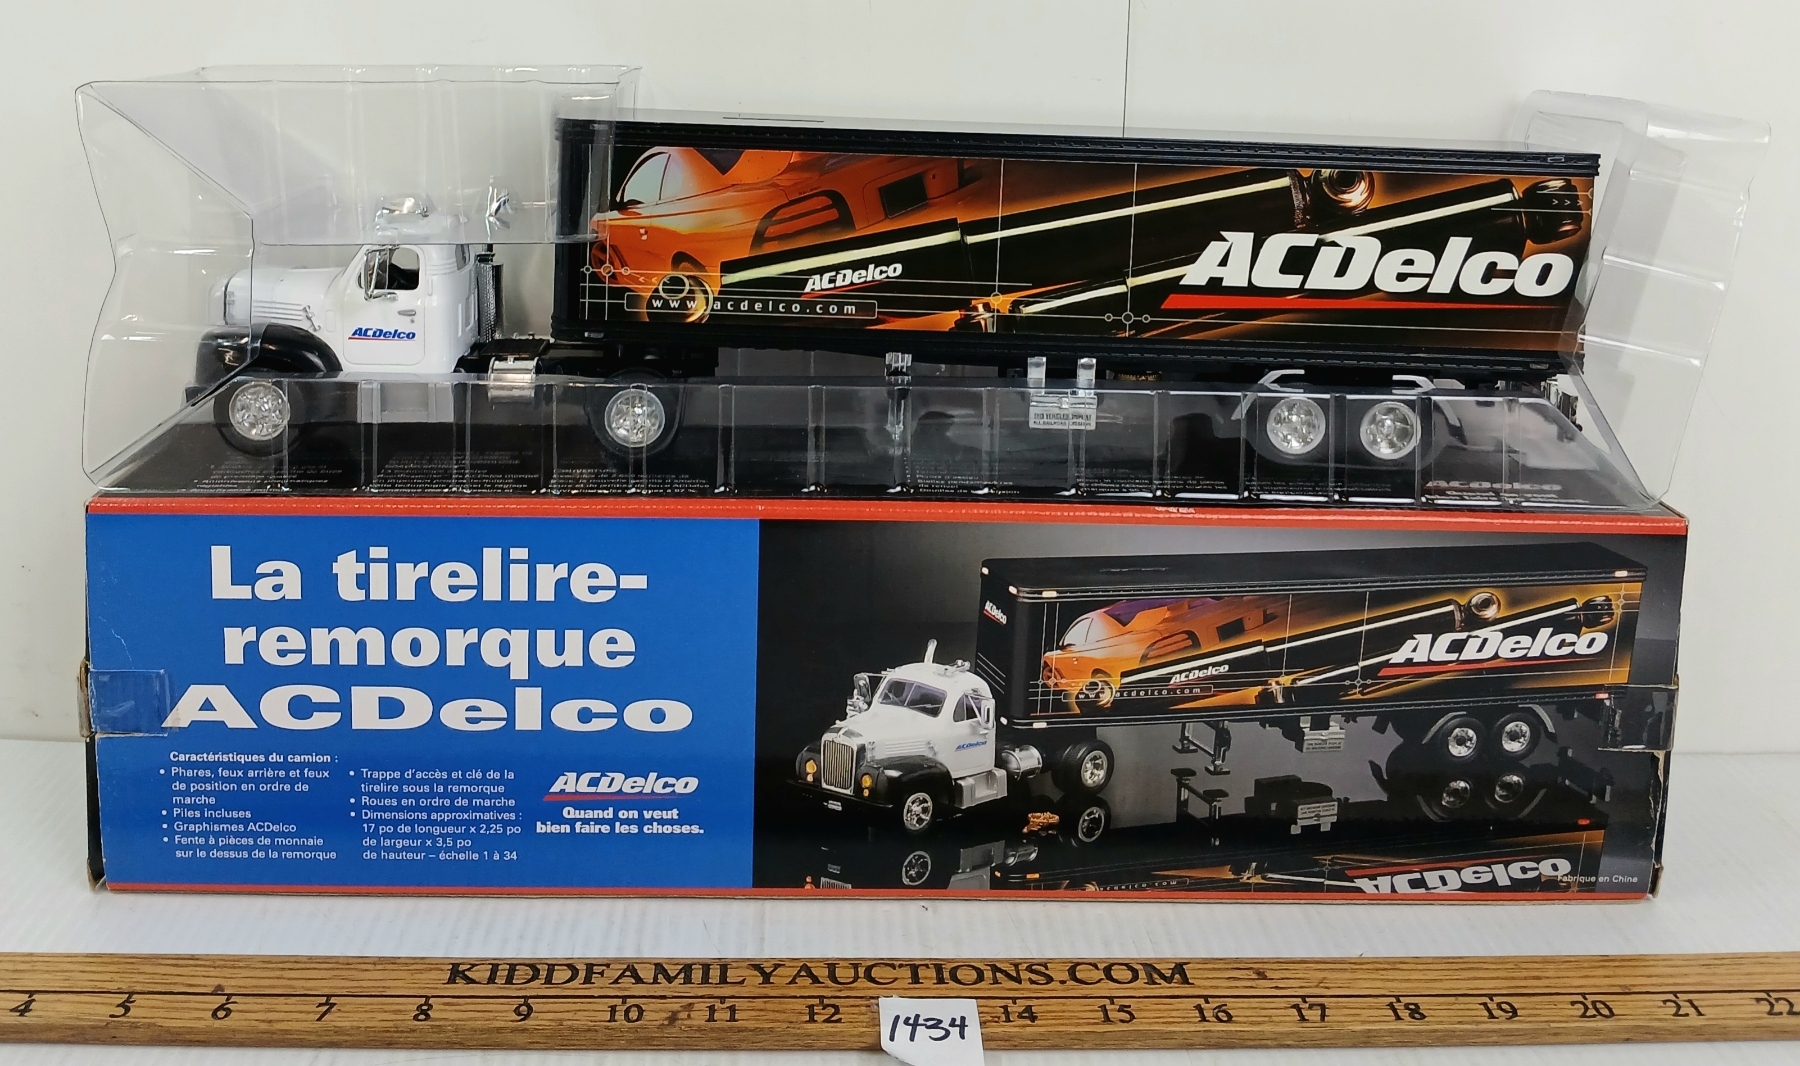 ACDelco
www.acdelco.com
ACDelco
ACDelco
La tirelire-
remorque
ACDelco
Caractéristiques du camion :
• Phares, feux arrière et feux
de position en ordre de
marche
• Piles incluses
• Graphismes ACDelco
• Fente à pièces de monnaie
sur le dessus de la remorque
• Trappe d'accès et clé de la
tirelire sous la remorque
• Roues en ordre de marche
• Dimensions approximatives :
17 po de longueur x 2,25 po
de largeur x 3,5 po
de hauteur – échelle 1 à 34
ACDelco
Quand on veut
bien faire les choses.
ACDelco
ACDelco
ACDelco
www.acdelco.com
ACDelco
ACDelco
Fabriqué en Chine
KIDDFAMILYAUCTIONS.COM
4 5 6 7 8 9 10 11 12 14 15 16 17 18 19 20 21 22
1434